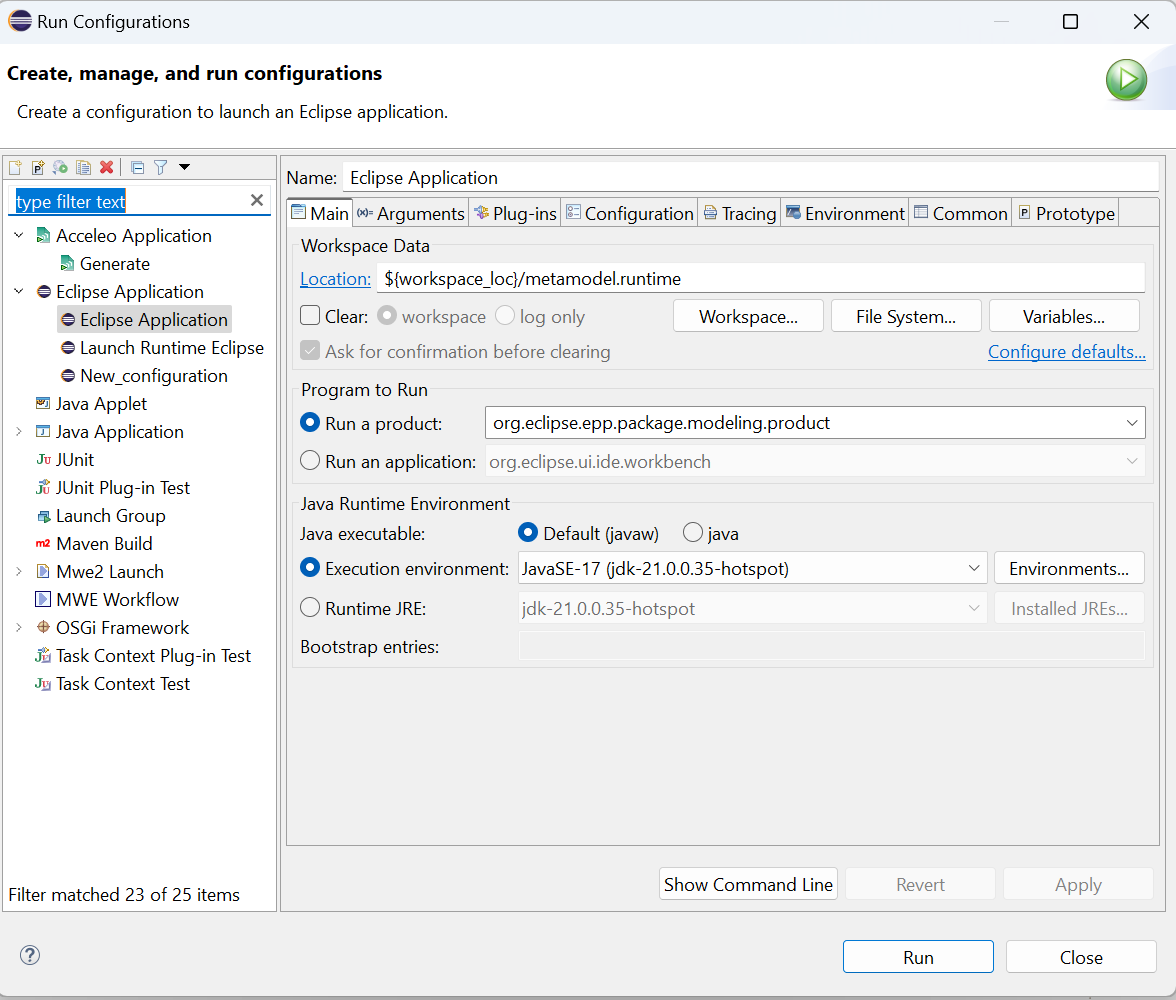 Run Configurations
Create, manage, and run configurations
Create a configuration to launch an Eclipse application.
type filter text
Acceleo Application
Generate
Eclipse Application
Eclipse Application
Launch Runtime Eclipse
New_configuration
Java Applet
Java Application
JUnit
JUnit Plug-in Test
Launch Group
Maven Build
Mwe2 Launch
MWE Workflow
OSGi Framework
Task Context Plug-in Test
Task Context Test
Filter matched 23 of 25 items
Name: Eclipse Application
Main Arguments Plug-ins Configuration Tracing Environment Common Prototype
Workspace Data
Location: ${workspace_loc}/metamodel.runtime
Clear: workspace log only Workspace... File System... Variables...
Ask for confirmation before clearing Configure defaults...
Program to Run
Run a product: org.eclipse.epp.package.modeling.product
Run an application: org.eclipse.ui.ide.workbench
Java Runtime Environment
Java executable: Default (javaw) java
Execution environment: JavaSE-17 (jdk-21.0.0.35-hotspot) Environments...
Runtime JRE: jdk-21.0.0.35-hotspot Installed JREs...
Bootstrap entries:
Show Command Line Revert Apply
Run Close